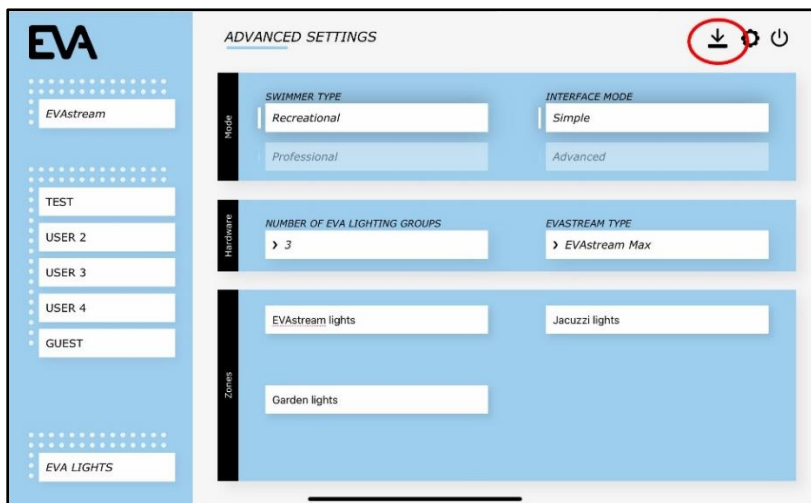 EVA
EVAstream
TEST
USER 2
USER 3
USER 4
GUEST
EVA LIGHTS
ADVANCED SETTINGS
Mode
SWIMMER TYPE
Recreational
Professional
INTERFACE MODE
Simple
Advanced
Hardware
NUMBER OF EVA LIGHTING GROUPS
› 3
EVASTREAM TYPE
› EVAstream Max
Zones
EVAstream lights
Jacuzzi lights
Garden lights